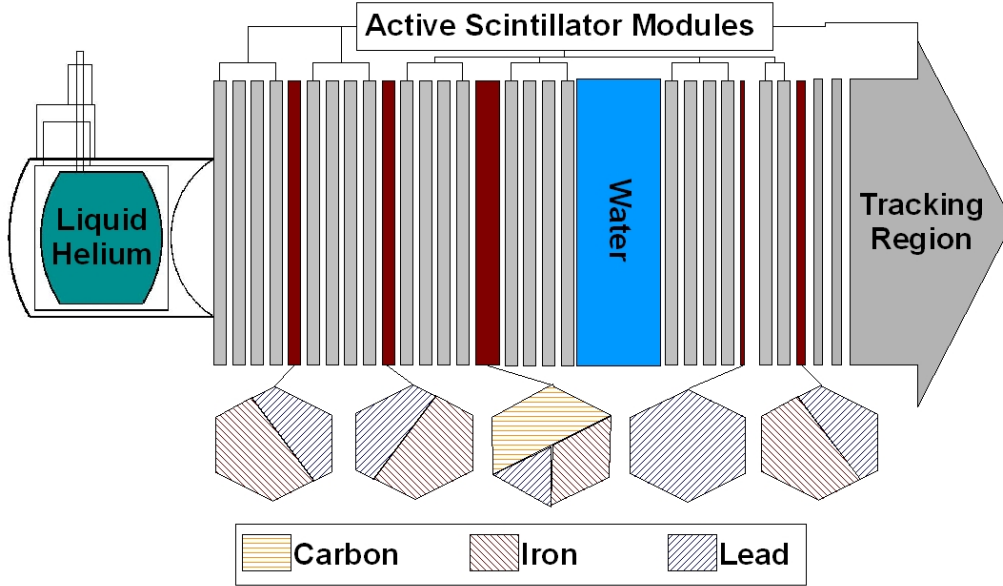 Active Scintillator Modules
Liquid
Helium
Water
Tracking
Region
Carbon
Iron
Lead